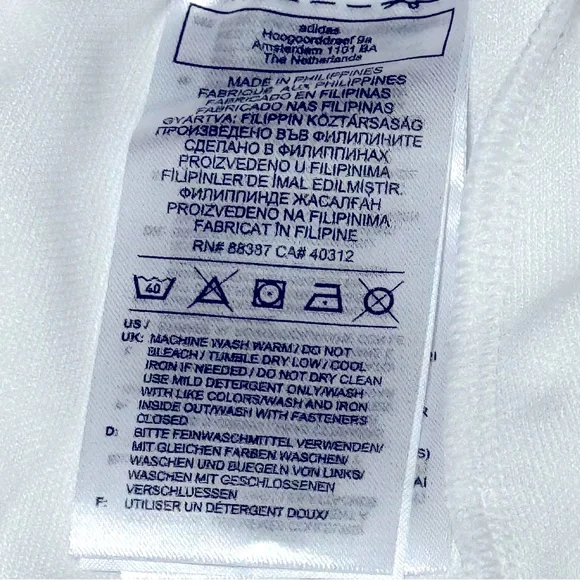 adidas
Hoogoorddreef 9a
Amsterdam 1101 BA
The Netherlands
MADE IN PHILIPPINES
FABRIQUE AUX PHILIPPINES
FABRICADO EN FILIPINAS
FABRICADO NAS FILIPINAS
GYÁRTVA: FILIPPIN KÖZTÁRSASÁG
ПРОИЗВЕДЕНО ВЪВ ФИЛИПИНИТЕ
СДЕЛАНО В ФИЛИППИНАХ
PROIZVEDENO U FILIPINIMA
FİLİPİNLER'DE İMAL EDİLMİŞTİR.
ФИЛИППИНДЕ ЖАСАЛҒАН
PROIZVEDENO NA FILIPINIMA
FABRICAT ÎN FILIPINE
RN# 88387 CA# 40312
40
US /
UK: MACHINE WASH WARM / DO NOT
BLEACH / TUMBLE DRY LOW / COOL
IRON IF NEEDED / DO NOT DRY CLEAN
USE MILD DETERGENT ONLY/WASH
WITH LIKE COLORS/WASH AND IRON
INSIDE OUT/WASH WITH FASTENERS
CLOSED
D: BITTE FEINWASCHMITTEL VERWENDEN/
MIT GLEICHEN FARBEN WASCHEN/
WASCHEN UND BUEGELN VON LINKS/
WASCHEN MIT GESCHLOSSENEN
VERSCHLUESSEN
F: UTILISER UN DÉTERGENT DOUX/